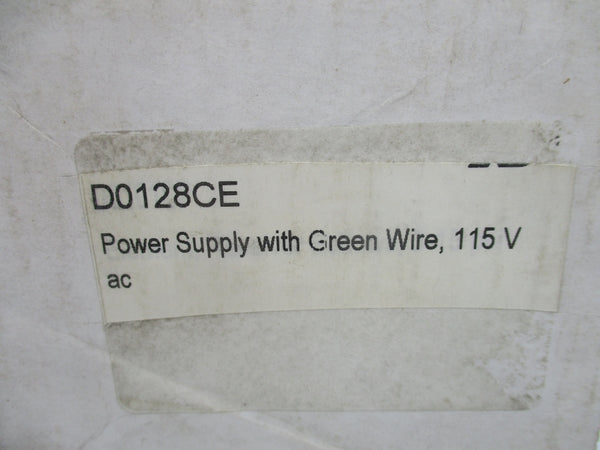 D0128CE
Power Supply with Green Wire, 115 V
ac